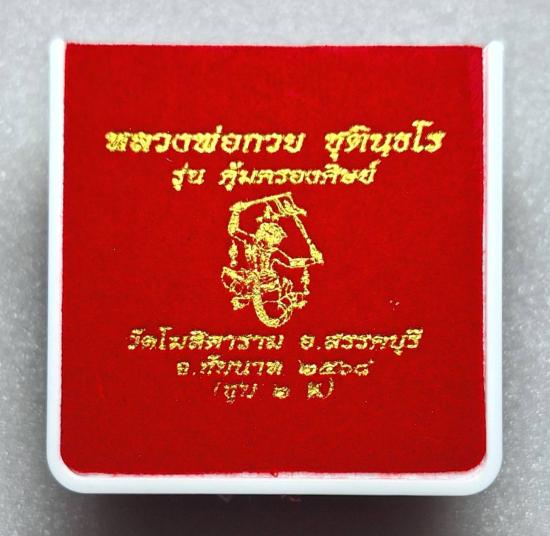 หลวงพ่อกวย ชุตินฺธโร
รุ่น คุ้มครองศิษย์
วัดโฆสิตาราม อ.สรรคบุรี
จ.ชัยนาท ๒๕๖๘
(ชุบ ๒ K)